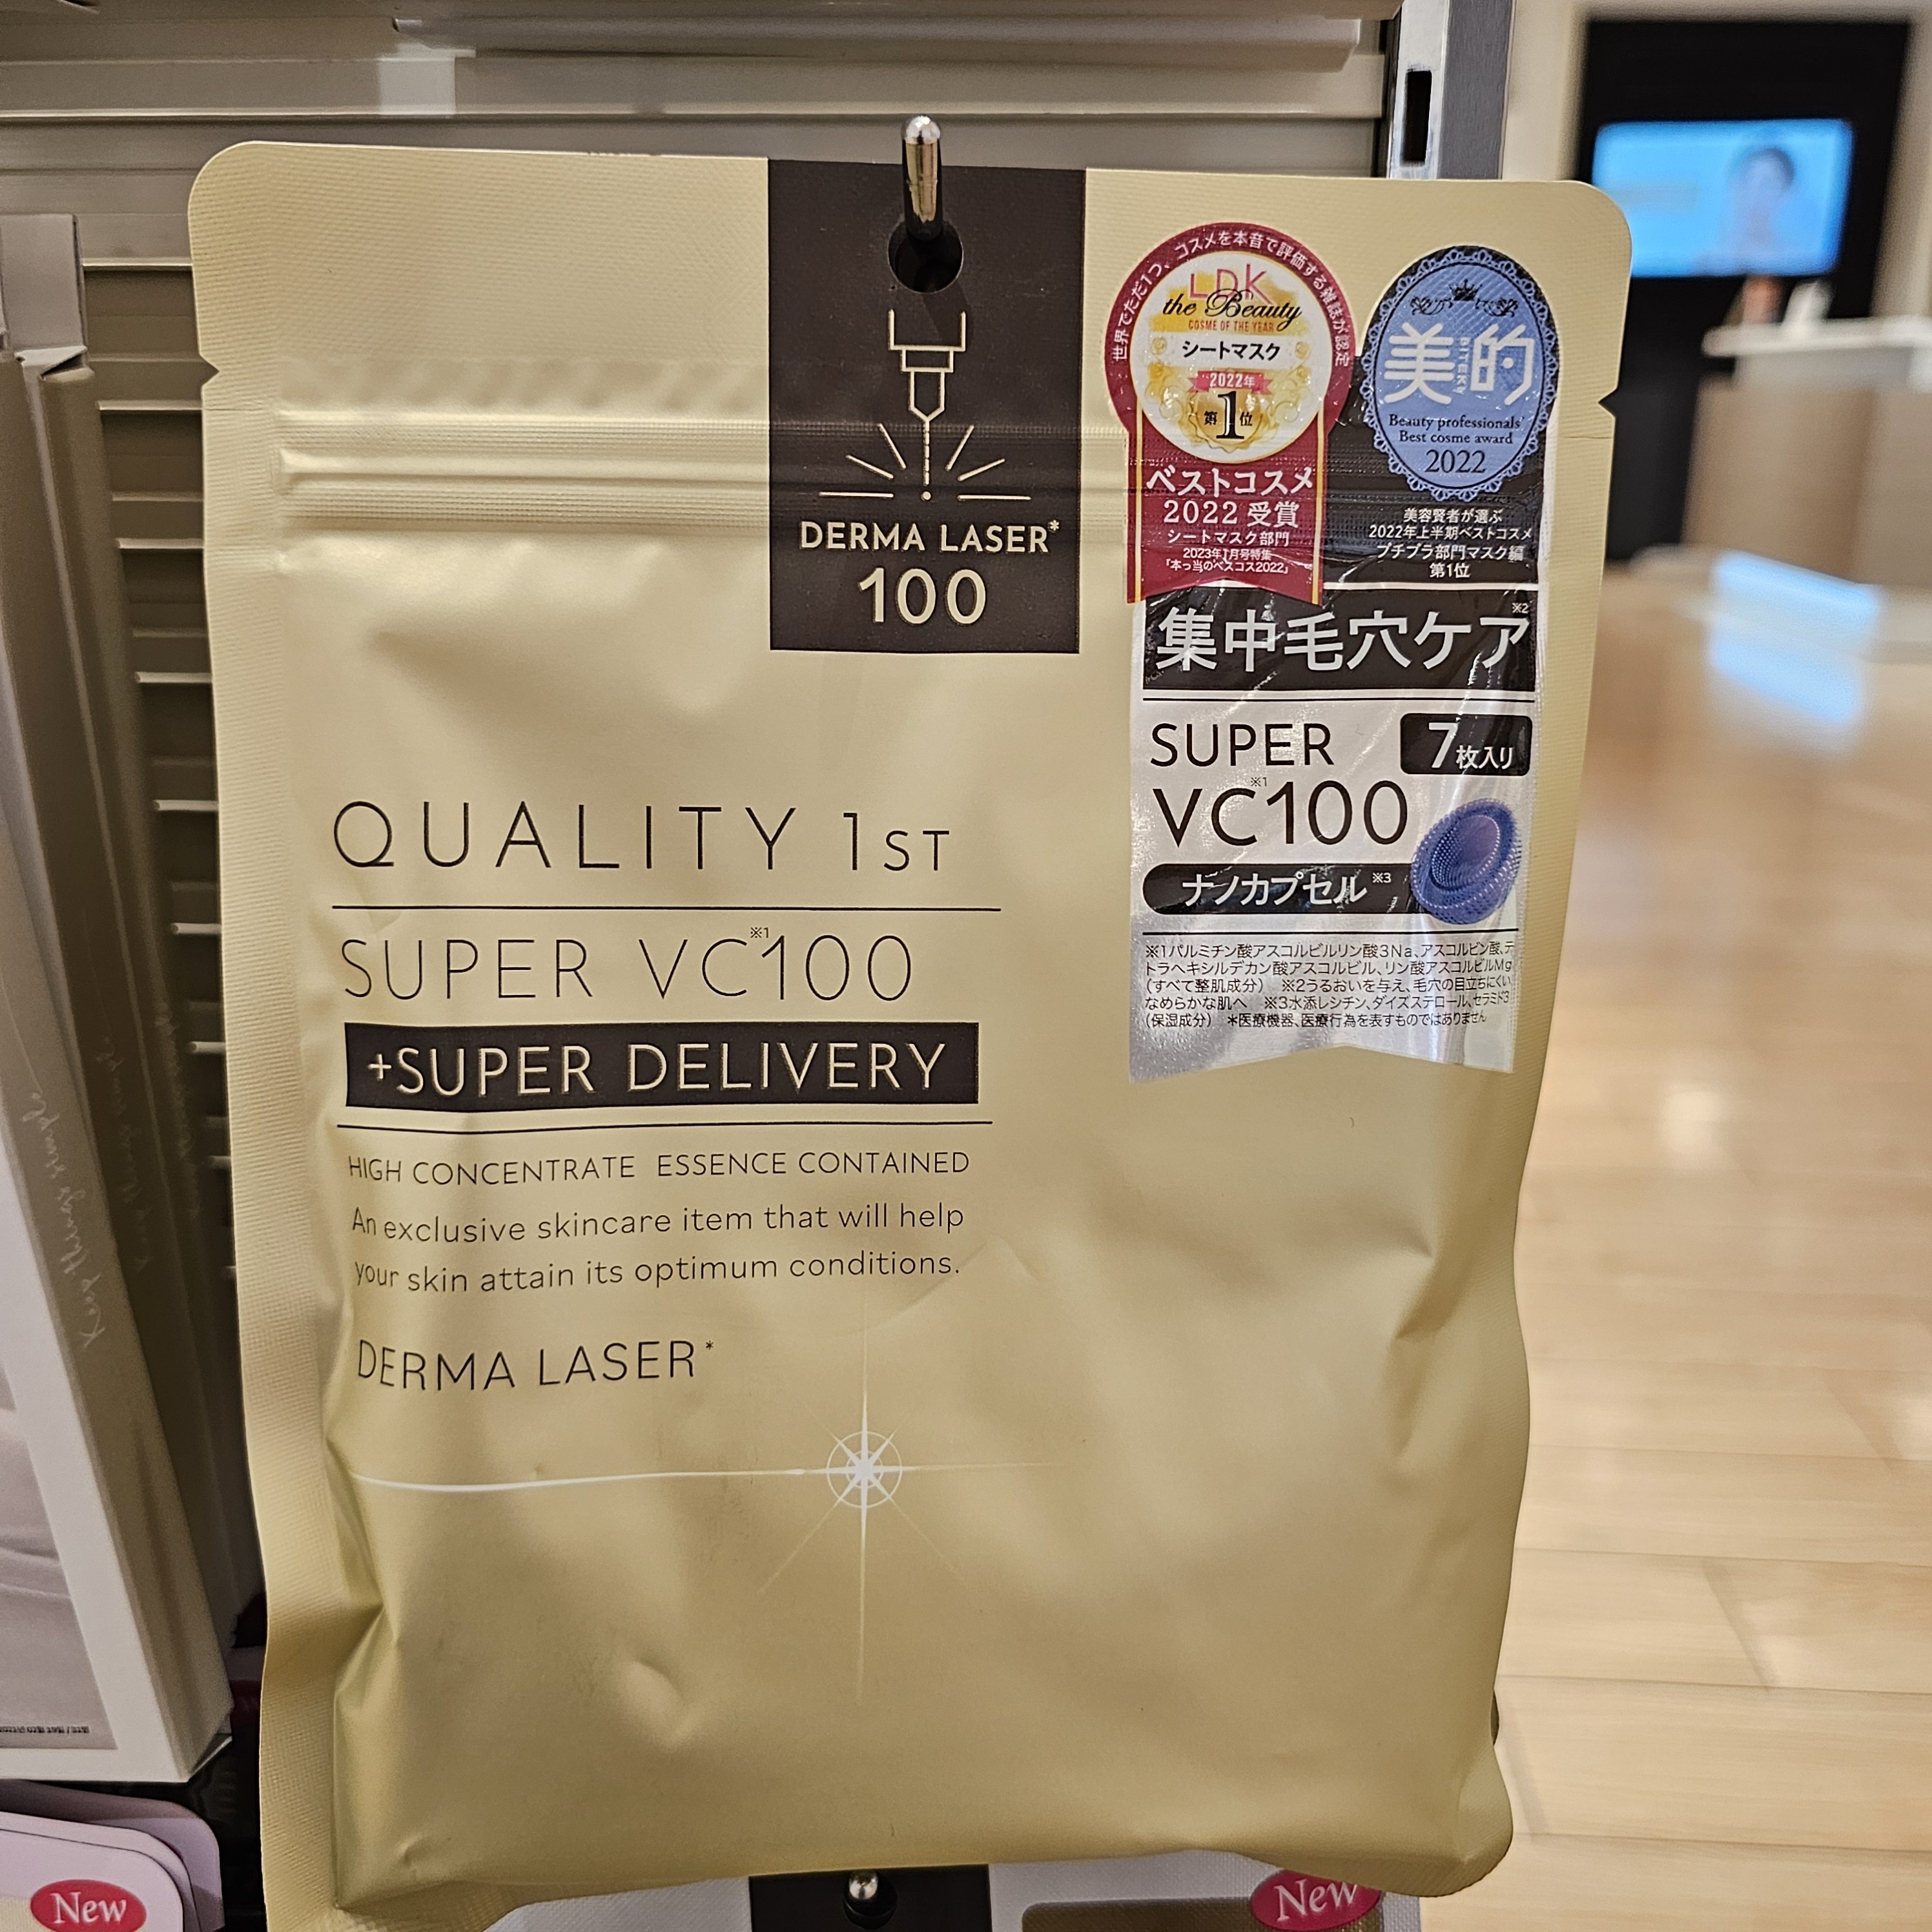 DERMA LASER*
100
世界でただ1つ、コスメを本音で評価する雑誌が認定
LDK
the Beauty
COSME OF THE YEAR
シートマスク
2022年
第1位
ベストコスメ
2022 受賞
シートマスク部門
2023年1月号特集
「本っ当のベスコス2022」
美的
BITEKI
Beauty professionals'
Best cosme award
2022
美容賢者が選ぶ
2022年上半期ベストコスメ
プチプラ部門マスク編
第1位
集中毛穴ケア※2
SUPER
7枚入り
VC※1100
ナノカプセル※3
※1パルミチン酸アスコルビルリン酸3Na、アスコルビン酸、テ
トラヘキシルデカン酸アスコルビル、リン酸アスコルビルMg
(すべて整肌成分) ※2うるおいを与え、毛穴の目立ちにくい
なめらかな肌へ ※3水添レシチン、ダイズステロール、セラミド3
(保湿成分) *医療機器、医療行為を表すものではありません
QUALITY 1ST
SUPER VC※1100
+SUPER DELIVERY
HIGH CONCENTRATE ESSENCE CONTAINED
An exclusive skincare item that will help
your skin attain its optimum conditions.
DERMA LASER*
New
New